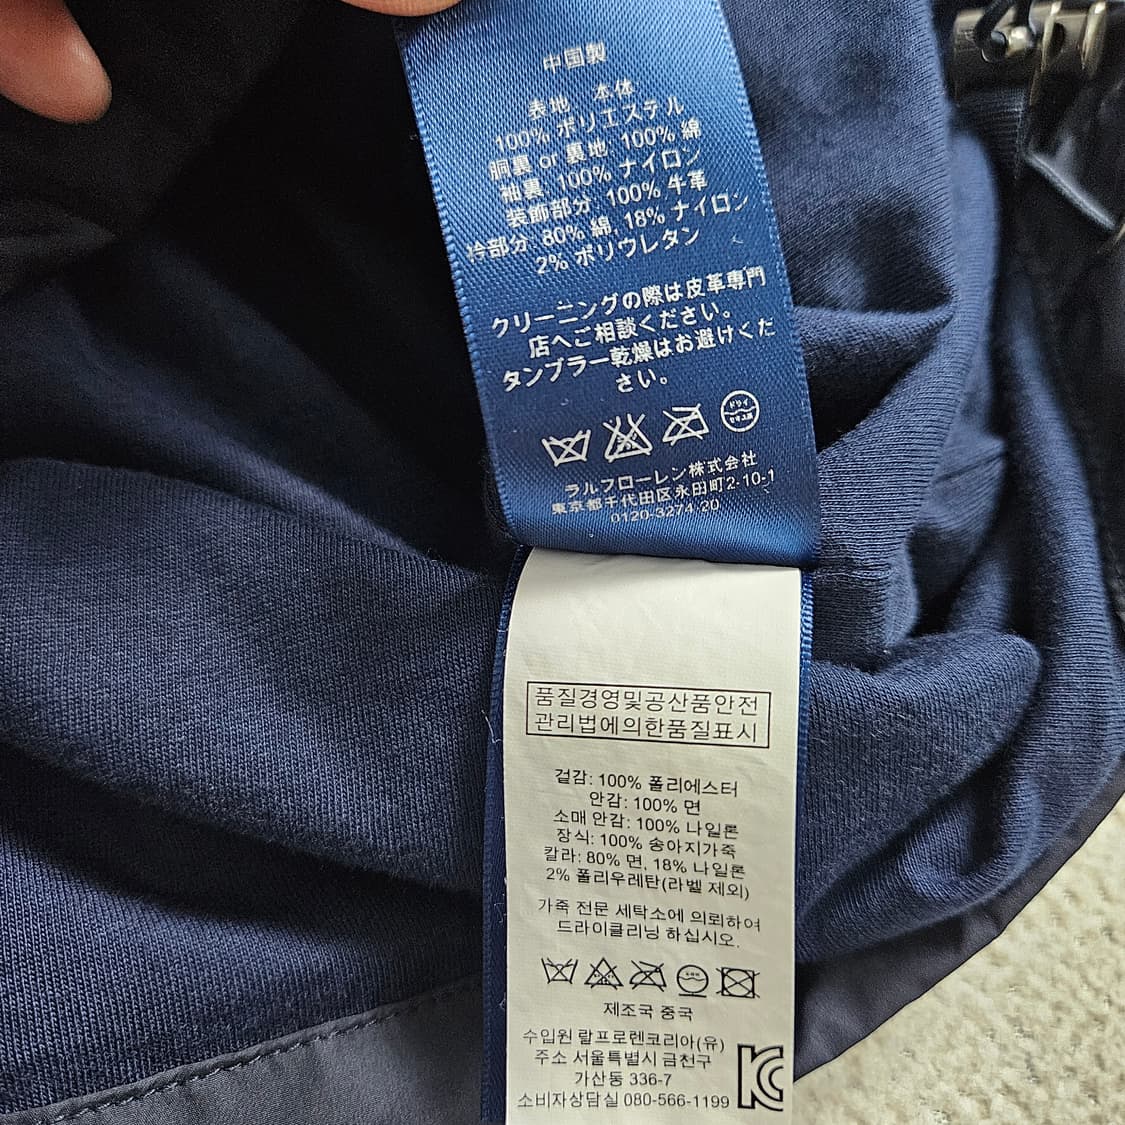 中国製
表地 本体
100% ポリエステル
胴裏 or 裏地 100% 綿
袖裏, 100% ナイロン
装飾部分 100% 牛革
衿部分, 80% 綿, 18% ナイロン
2% ポリウレタン
クリーニングの際は皮革専門
店へご相談ください。
タンブラー乾燥はお避けくだ
さい。
ドライ
セキユ系
ラルフローレン株式会社
東京都千代田区永田町2-10-1
0120-3274 20
품질경영및공산품안전
관리법에의한품질표시
겉감: 100% 폴리에스터
안감: 100% 면
소매 안감: 100% 나일론
장식: 100% 송아지가죽
칼라: 80% 면, 18% 나일론
2% 폴리우레탄(라벨 제외)
가죽 전문 세탁소에 의뢰하여
드라이클리닝 하십시오.
제조국 중국
수입원 랄프로렌코리아(유)
주소 서울특별시 금천구
가산동 336-7
소비자상담실 080-566-1199